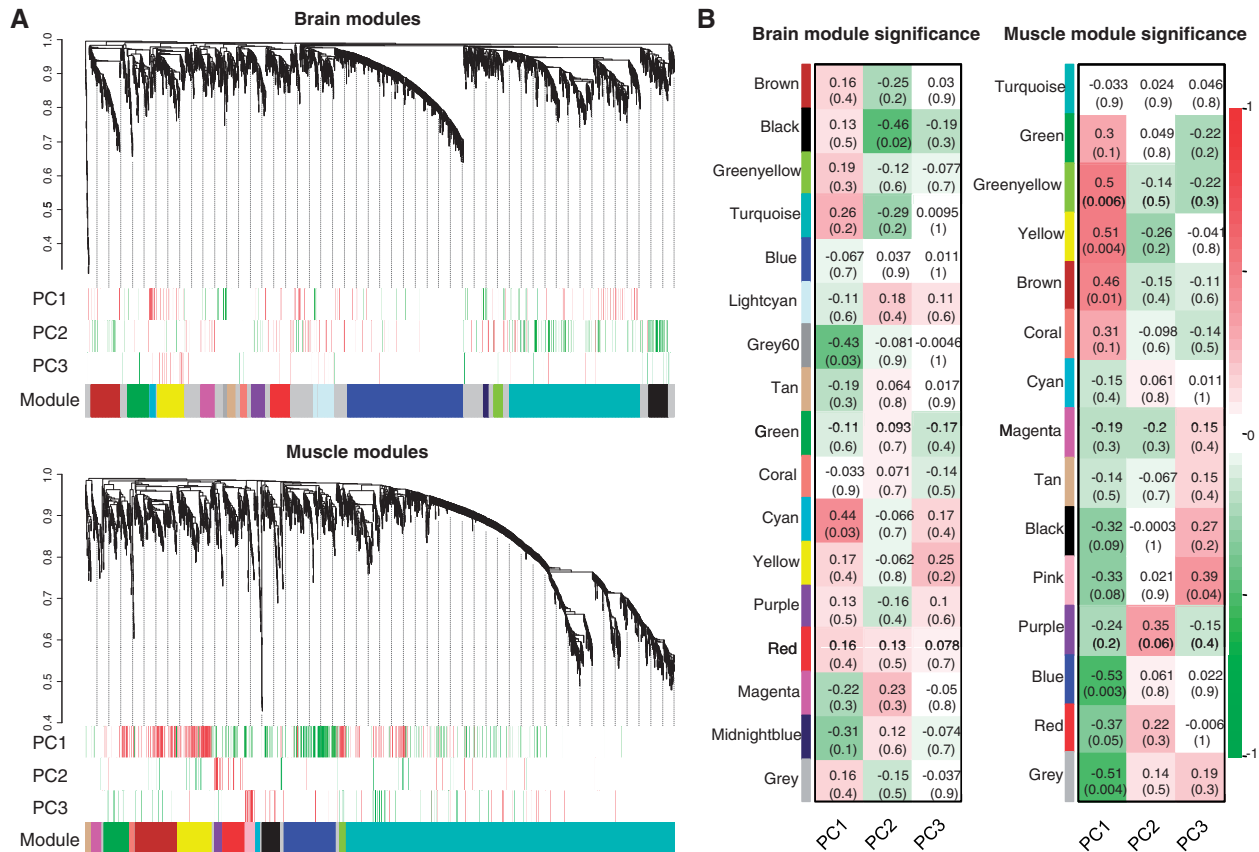 A
Brain modules
1.0
0.9
0.8
0.7
0.6
0.5
0.4
PC1
PC2
PC3
Module
Muscle modules
1.0
0.9
0.8
0.7
0.6
0.5
0.4
PC1
PC2
PC3
Module
B
Brain module significance
Brown 0.16 -0.25 0.03
(0.4) (0.2) (0.9)
Black 0.13 -0.46 -0.19
(0.5) (0.02) (0.3)
Greenyellow 0.19 -0.12 -0.077
(0.3) (0.6) (0.7)
Turquoise 0.26 -0.29 0.0095
(0.2) (0.2) (1)
Blue -0.067 0.037 0.011
(0.7) (0.9) (1)
Lightcyan -0.11 0.18 0.11
(0.6) (0.4) (0.6)
Grey60 -0.43 -0.081 -0.0046
(0.03) (0.9) (1)
Tan -0.19 0.064 0.017
(0.3) (0.8) (0.9)
Green -0.11 0.093 -0.17
(0.6) (0.7) (0.4)
Coral -0.033 0.071 -0.14
(0.9) (0.7) (0.5)
Cyan 0.44 -0.066 0.17
(0.03) (0.7) (0.4)
Yellow 0.17 -0.062 0.25
(0.4) (0.8) (0.2)
Purple 0.13 -0.16 0.1
(0.5) (0.4) (0.6)
Red 0.16 0.13 0.078
(0.4) (0.5) (0.7)
Magenta -0.22 0.23 -0.05
(0.3) (0.3) (0.8)
Midnightblue -0.31 0.12 -0.074
(0.1) (0.6) (0.7)
Grey 0.16 -0.15 -0.037
(0.4) (0.5) (0.9)
PC1 PC2 PC3
Muscle module significance
Turquoise -0.033 0.024 0.046
(0.9) (0.9) (0.8)
Green 0.3 0.049 -0.22
(0.1) (0.8) (0.2)
Greenyellow 0.5 -0.14 -0.22
(0.006) (0.5) (0.3)
Yellow 0.51 -0.26 -0.041
(0.004) (0.2) (0.8)
Brown 0.46 -0.15 -0.11
(0.01) (0.4) (0.6)
Coral 0.31 -0.098 -0.14
(0.1) (0.6) (0.5)
Cyan -0.15 0.061 0.011
(0.4) (0.8) (1)
Magenta -0.19 -0.2 0.15
(0.3) (0.3) (0.4)
Tan -0.14 -0.067 0.15
(0.5) (0.7) (0.4)
Black -0.32 -0.0003 0.27
(0.09) (1) (0.2)
Pink -0.33 0.021 0.39
(0.08) (0.9) (0.04)
Purple -0.24 0.35 -0.15
(0.2) (0.06) (0.4)
Blue -0.53 0.061 0.022
(0.003) (0.8) (0.9)
Red -0.37 0.22 -0.006
(0.05) (0.3) (1)
Grey -0.51 0.14 0.19
(0.004) (0.5) (0.3)
PC1 PC2 PC3
1
0
-1